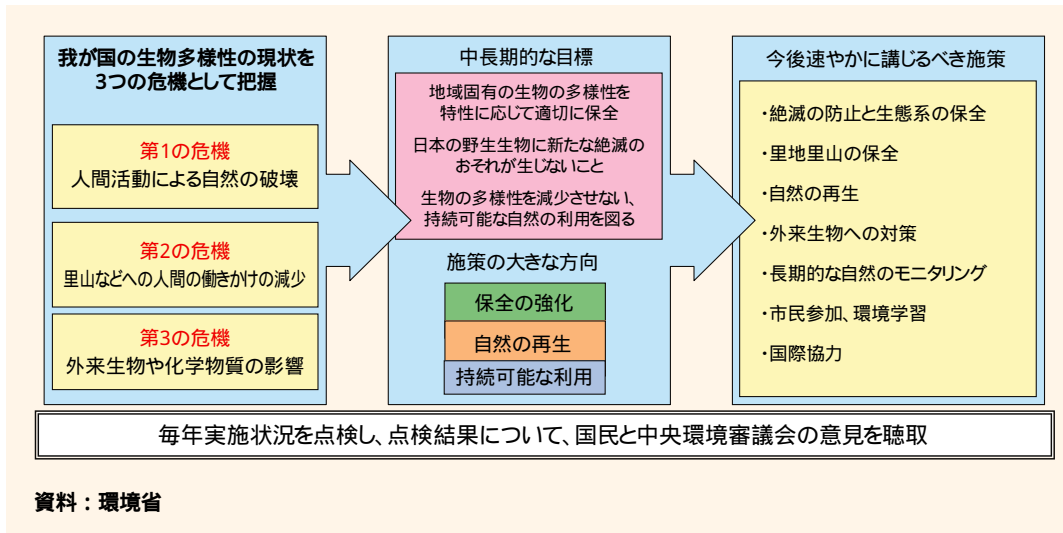 我が国の生物多様性の現状を
3つの危機として把握
第1の危機
人間活動による自然の破壊
第2の危機
里山などへの人間の働きかけの減少
第3の危機
外来生物や化学物質の影響
中長期的な目標
地域固有の生物の多様性を
特性に応じて適切に保全
日本の野生生物に新たな絶滅の
おそれが生じないこと
生物の多様性を減少させない、
持続可能な自然の利用を図る
施策の大きな方向
保全の強化
自然の再生
持続可能な利用
今後速やかに講じるべき施策
・絶滅の防止と生態系の保全
・里地里山の保全
・自然の再生
・外来生物への対策
・長期的な自然のモニタリング
・市民参加、環境学習
・国際協力
毎年実施状況を点検し、点検結果について、国民と中央環境審議会の意見を聴取
資料：環境省